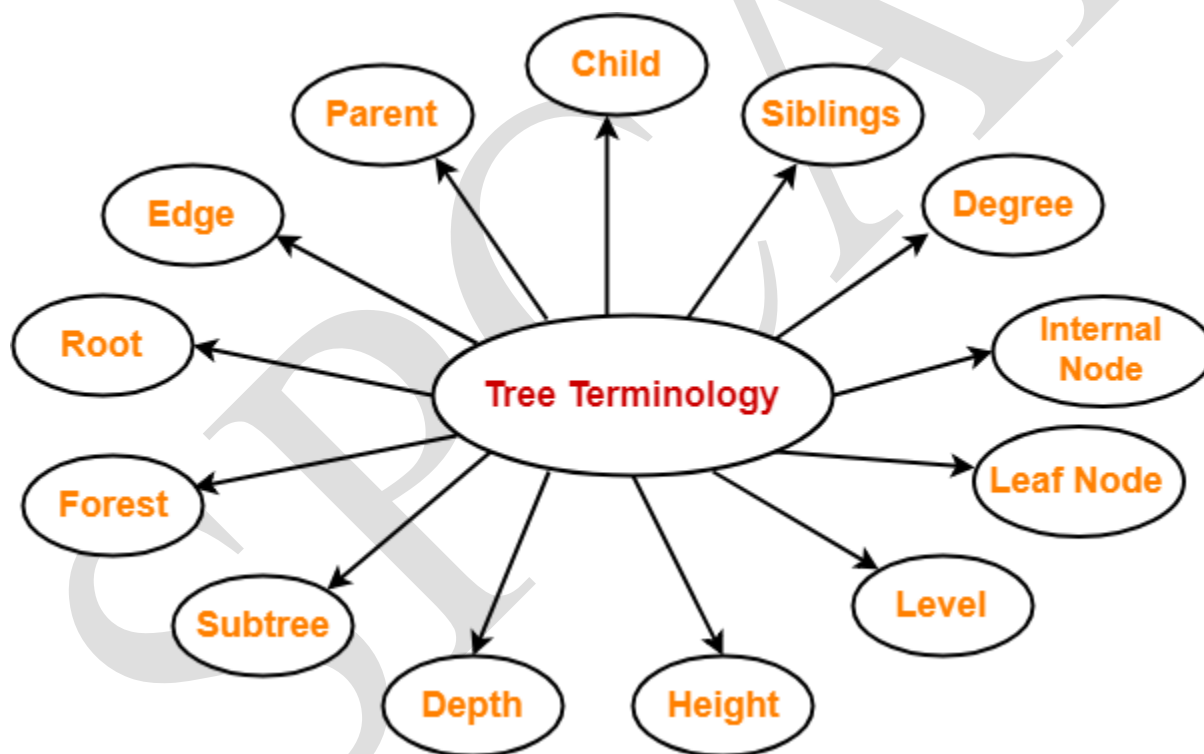 Child
Parent
Siblings
Edge
Degree
Root
Internal
Node
Tree Terminology
Forest
Leaf Node
Subtree
Level
Depth
Height